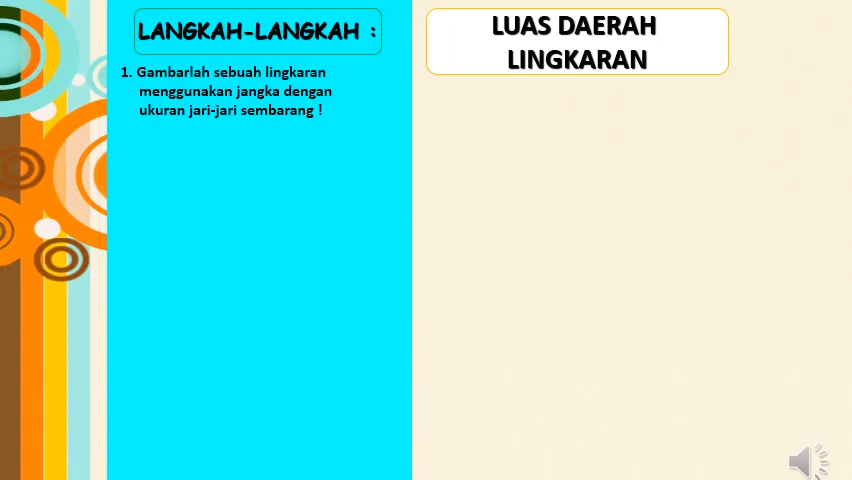 LANGKAH-LANGKAH :
1. Gambarlah sebuah lingkaran
menggunakan jangka dengan
ukuran jari-jari sembarang !
LUAS DAERAH
LINGKARAN